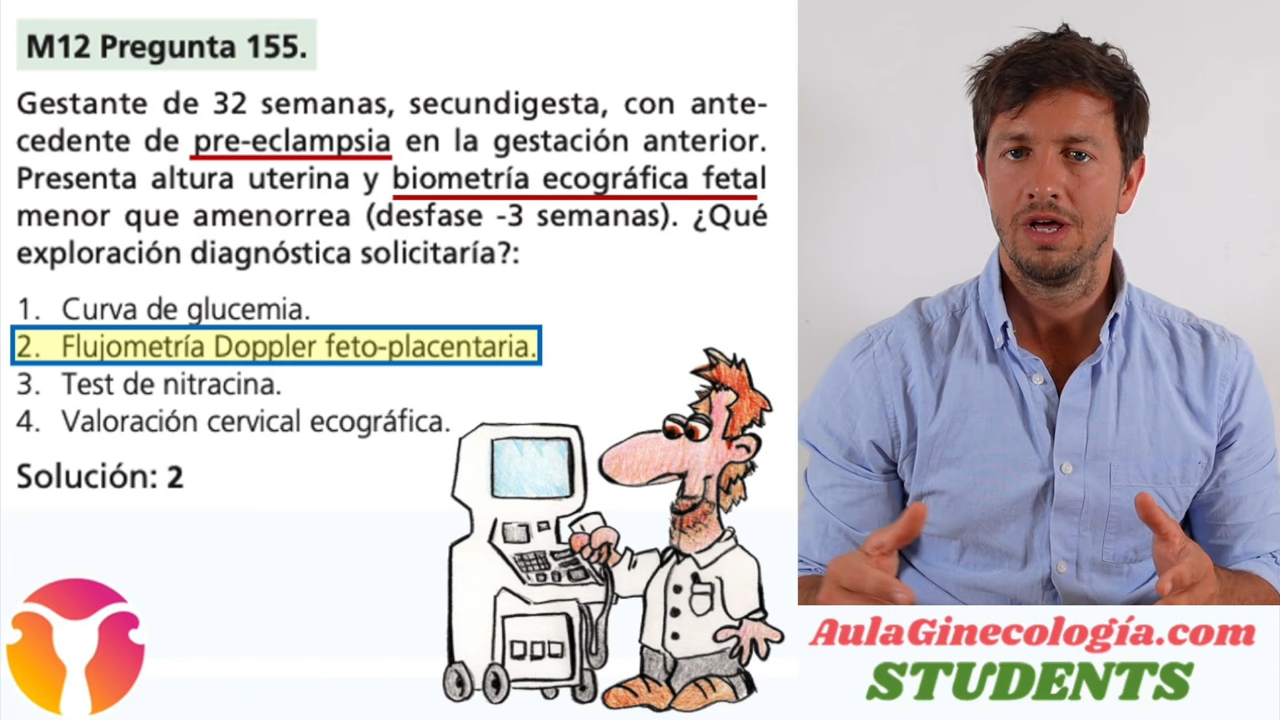 M12 Pregunta 155.
Gestante de 32 semanas, secundigesta, con ante-
cedente de pre-eclampsia en la gestación anterior.
Presenta altura uterina y biometría ecográfica fetal
menor que amenorrea (desfase -3 semanas). ¿Qué
exploración diagnóstica solicitaría?:
1. Curva de glucemia.
2. Flujometría Doppler feto-placentaria.
3. Test de nitracina.
4. Valoración cervical ecográfica.
Solución: 2
AulaGinecología.com
STUDENTS